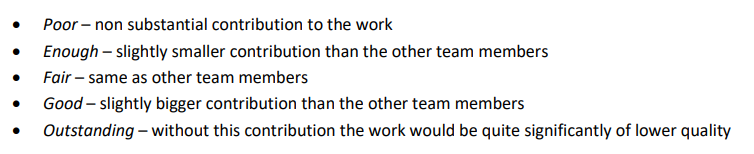 • Poor – non substantial contribution to the work
• Enough – slightly smaller contribution than the other team members
• Fair – same as other team members
• Good – slightly bigger contribution than the other team members
• Outstanding – without this contribution the work would be quite significantly of lower quality